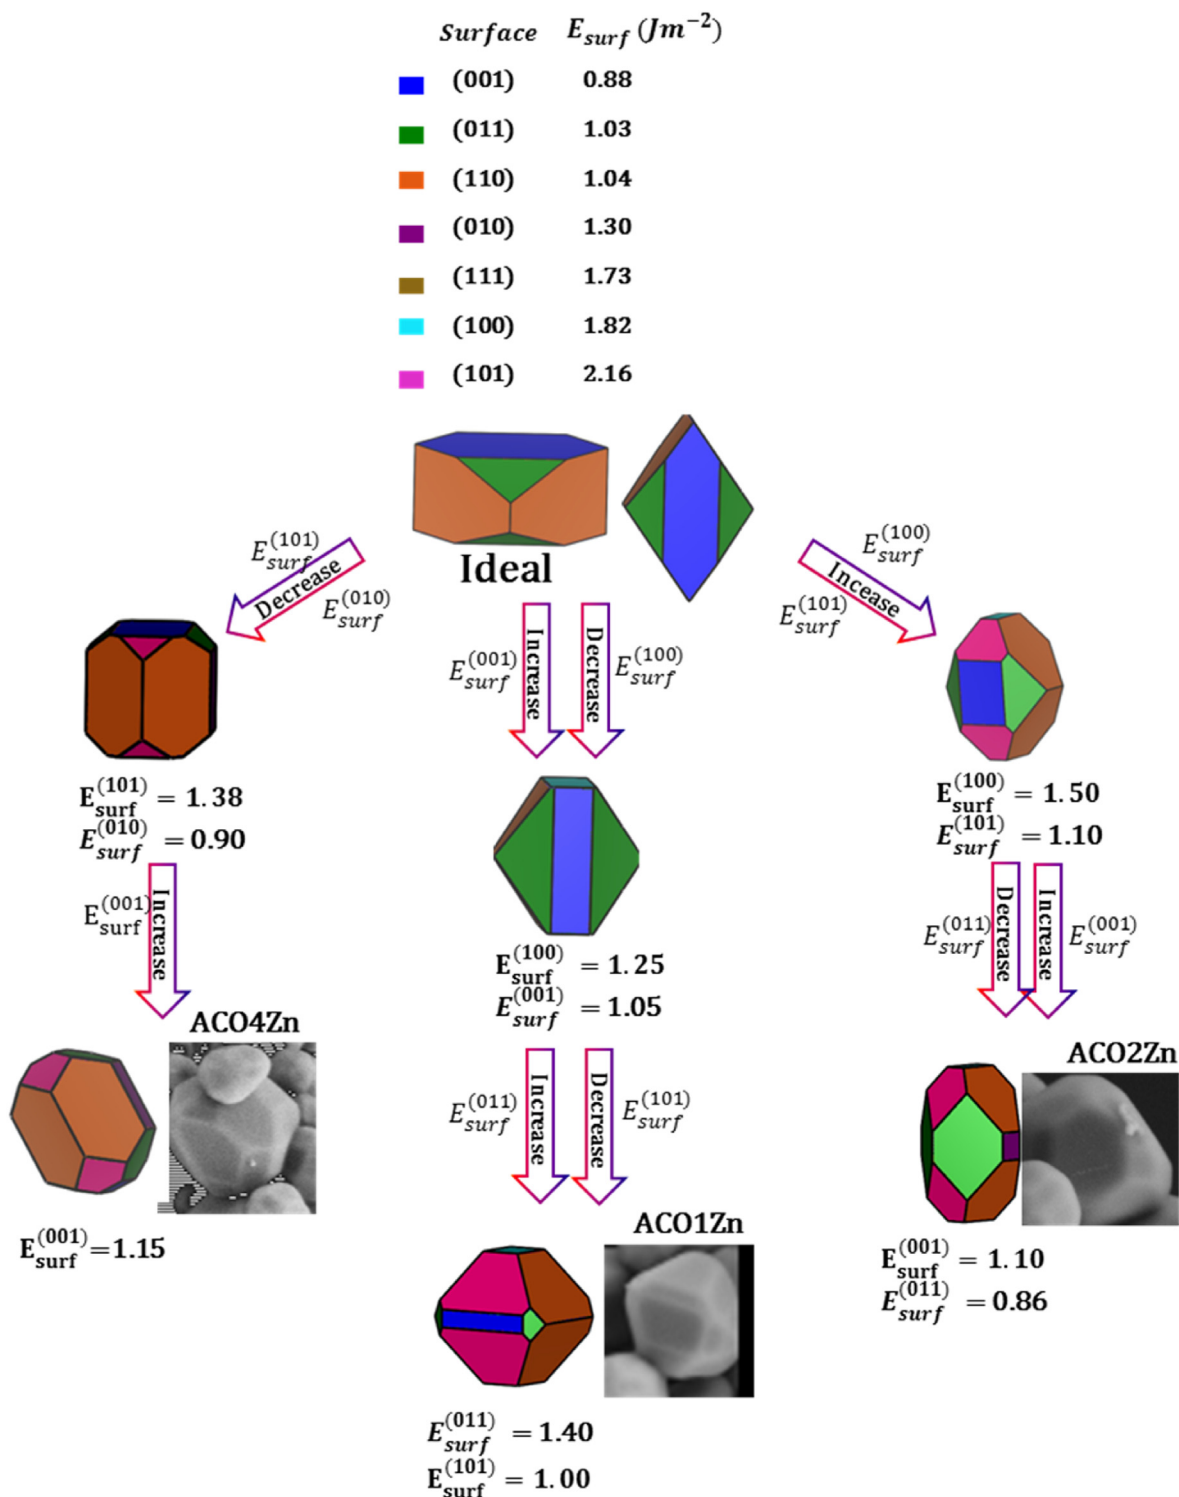 Surface E_surf (Jm⁻²)
(001) 0.88
(011) 1.03
(110) 1.04
(010) 1.30
(111) 1.73
(100) 1.82
(101) 2.16
Ideal
E_surf^(101)
Decrease
E_surf^(010)
E_surf^(001)
Increase
Decrease
E_surf^(100)
E_surf^(100)
Incease
E_surf^(101)
E_surf^(101) = 1.38
E_surf^(010) = 0.90
E_surf^(001)
Increase
E_surf^(100) = 1.25
E_surf^(001) = 1.05
E_surf^(100) = 1.50
E_surf^(101) = 1.10
E_surf^(011)
Decrease
Increase
E_surf^(001)
ACO4Zn
E_surf^(001) = 1.15
E_surf^(011)
Increase
Decrease
E_surf^(101)
ACO1Zn
E_surf^(011) = 1.40
E_surf^(101) = 1.00
ACO2Zn
E_surf^(001) = 1.10
E_surf^(011) = 0.86